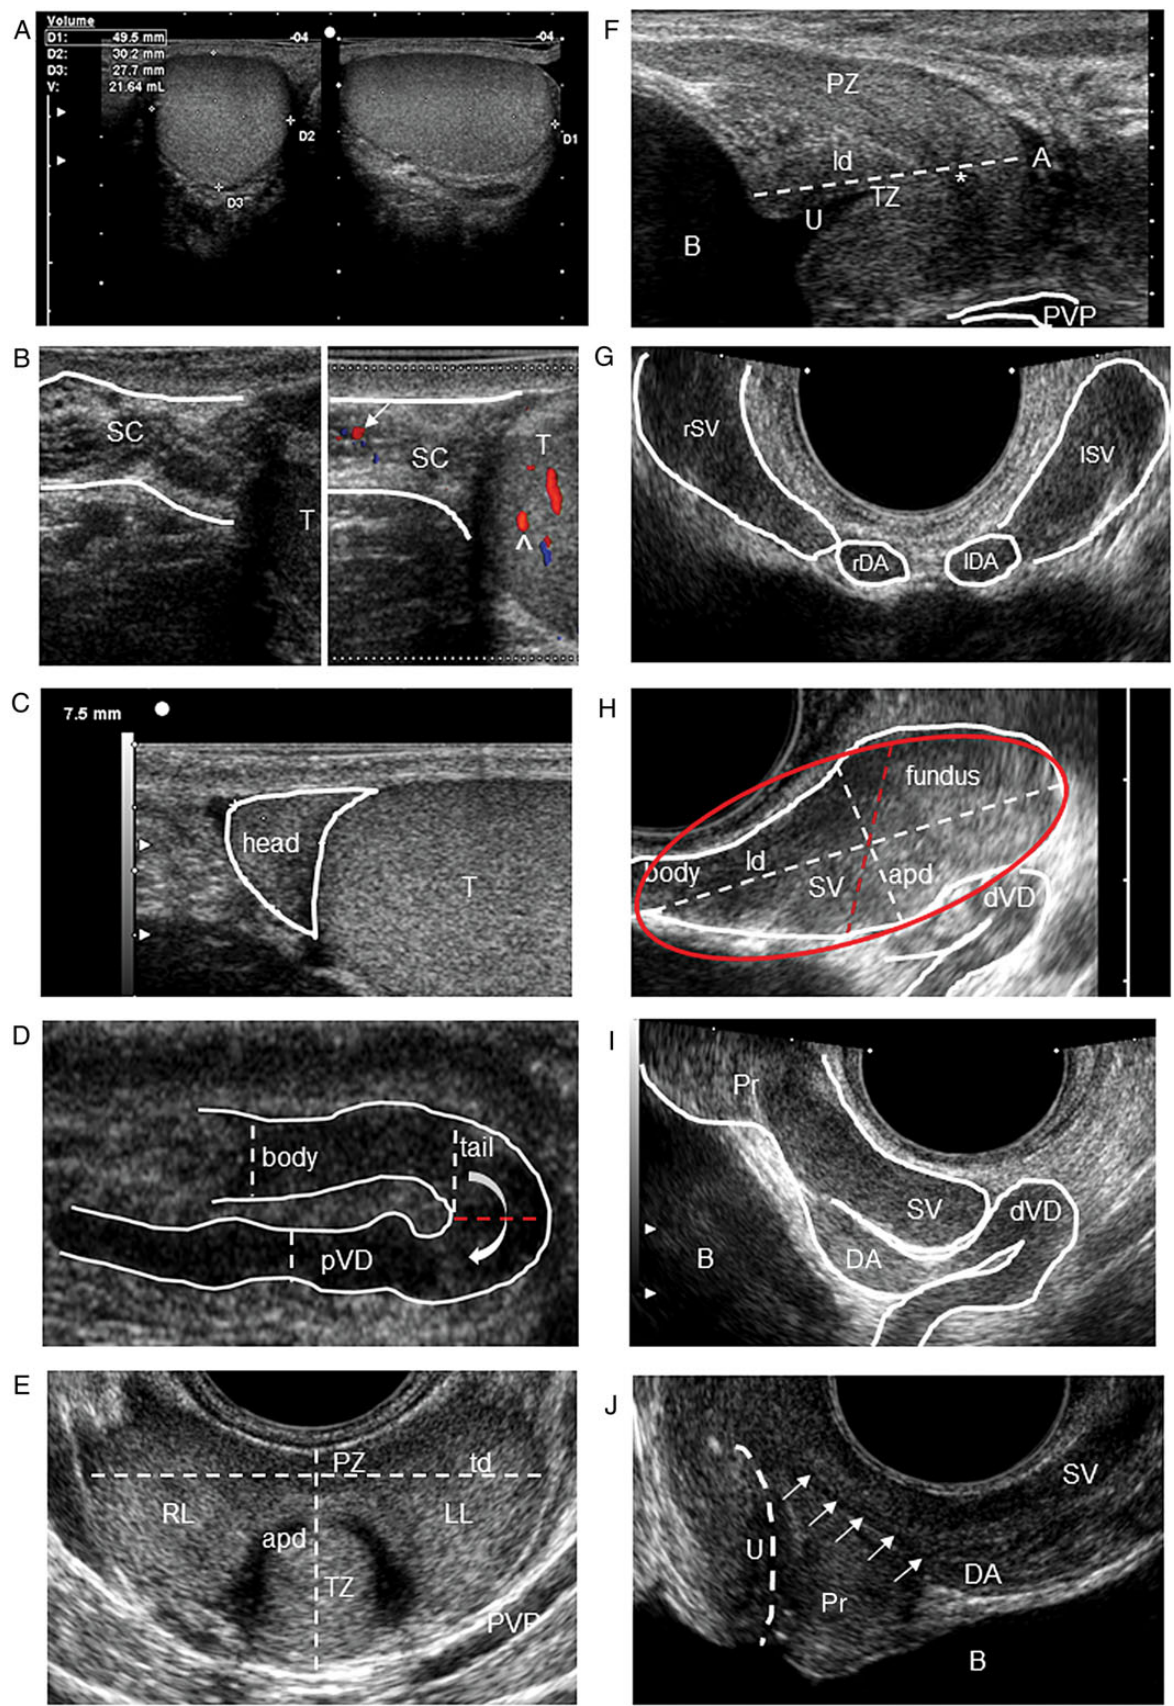 A
Volume
D1: 49.5 mm
D2: 30.2 mm
D3: 27.7 mm
V: 21.64 mL
-04
-04
D2
D1
D3
B
SC
T
SC
T
^
C
7.5 mm
head
T
D
body
tail
pVD
E
PZ
td
RL
LL
apd
TZ
PVP
F
PZ
ld
A
TZ
*
U
B
PVP
G
rSV
lSV
rDA
lDA
H
fundus
body
ld
SV
apd
dVD
I
Pr
SV
dVD
DA
B
J
SV
U
DA
Pr
B